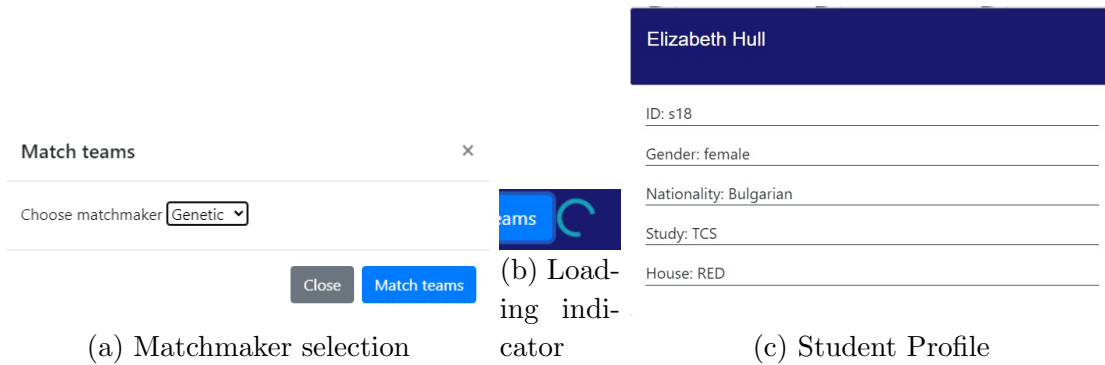 Match teams
×
Choose matchmaker Genetic
Close Match teams
(a) Matchmaker selection
eams
(b) Load-
ing indi-
cator
Elizabeth Hull
ID: s18
Gender: female
Nationality: Bulgarian
Study: TCS
House: RED
(c) Student Profile